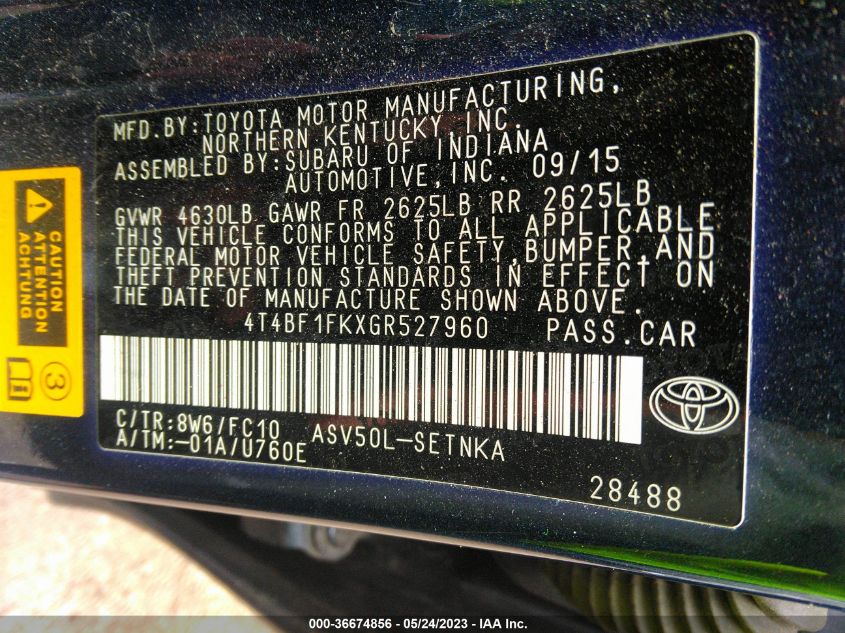 MFD.BY:TOYOTA MOTOR MANUFACTURING,
NORTHERN KENTUCKY,INC.
ASSEMBLED BY:SUBARU OF INDIANA
AUTOMOTIVE,INC. 09/15
GVWR 4630LB GAWR FR 2625LB RR 2625LB
THIS VEHICLE CONFORMS TO ALL APPLICABLE
FEDERAL MOTOR VEHICLE SAFETY,BUMPER,AND
THEFT PREVENTION STANDARDS IN EFFECT ON
THE DATE OF MANUFACTURE SHOWN ABOVE.
4T4BF1FKXGR527960 PASS.CAR
C/TR:8W6/FC10 ASV50L-SETNKA
A/TM:-01A/U760E
28488
CAUTION
ATTENTION
ACHTUNG
3
000-36674856 - 05/24/2023 - IAA Inc.